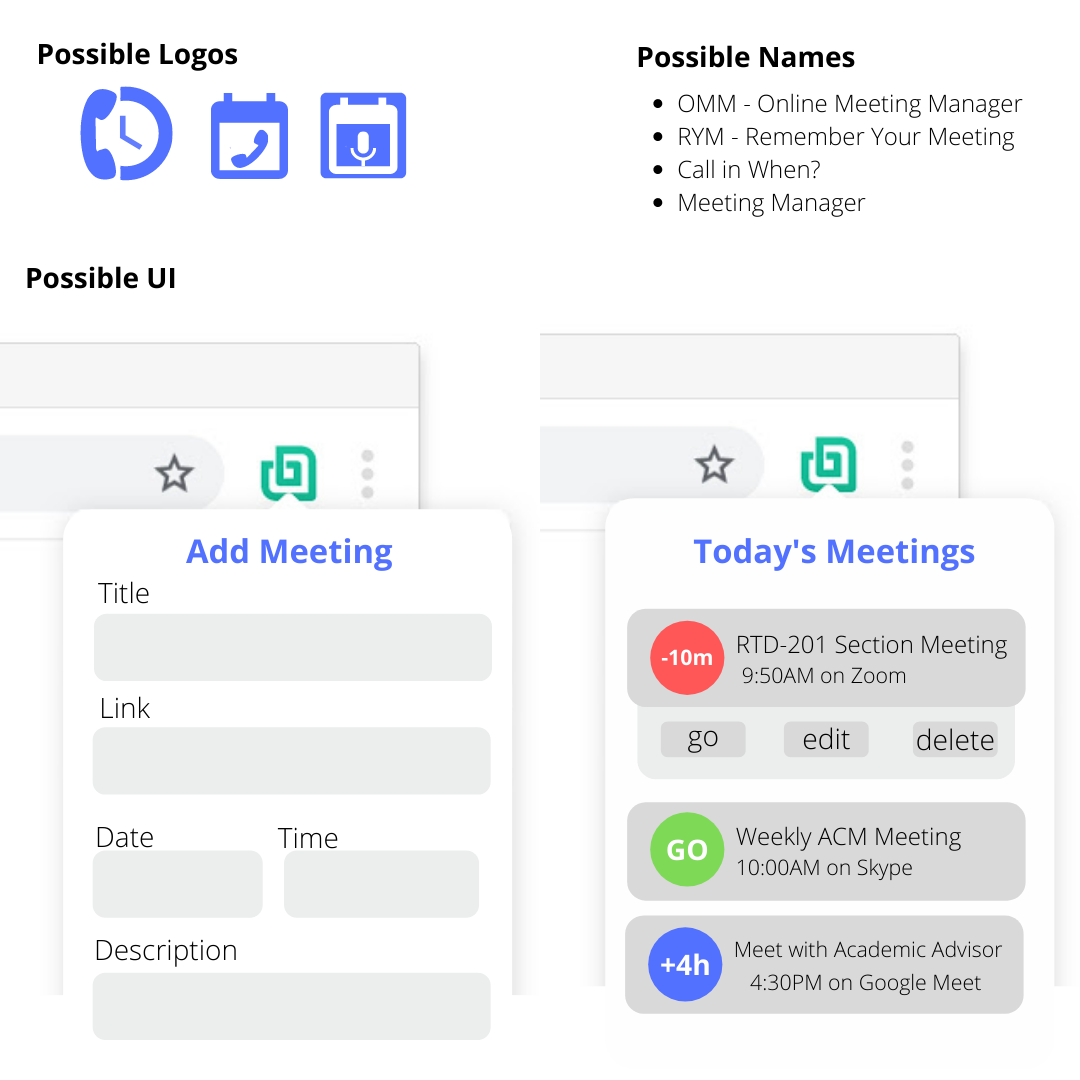 Possible Logos
Possible Names
OMM - Online Meeting Manager
RYM - Remember Your Meeting
Call in When?
Meeting Manager
Possible UI
Add Meeting
Title
Link
Date
Time
Description
Today's Meetings
-10m
RTD-201 Section Meeting
9:50AM on Zoom
go
edit
delete
GO
Weekly ACM Meeting
10:00AM on Skype
+4h
Meet with Academic Advisor
4:30PM on Google Meet